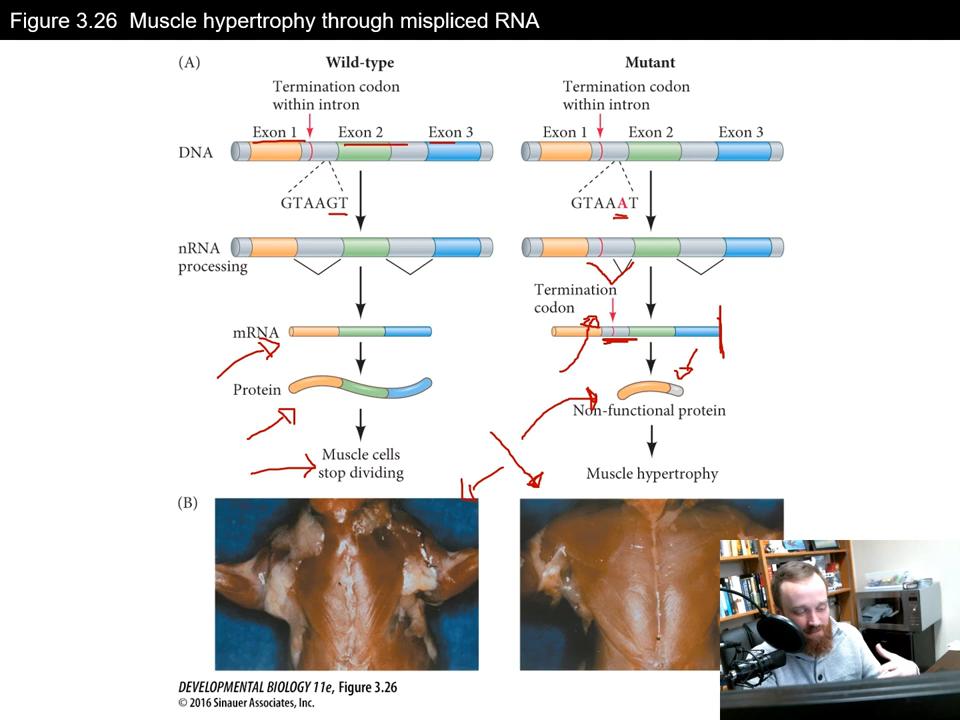 Figure 3.26 Muscle hypertrophy through mispliced RNA
(A)
Wild-type
Termination codon
within intron
Exon 1
Exon 2
Exon 3
DNA
GTAAGT
nRNA
processing
mRNA
Protein
Muscle cells
stop dividing
Mutant
Termination codon
within intron
Exon 1
Exon 2
Exon 3
GTAAAT
Termination
codon
Non-functional protein
Muscle hypertrophy
(B)
DEVELOPMENTAL BIOLOGY 11e, Figure 3.26
© 2016 Sinauer Associates, Inc.